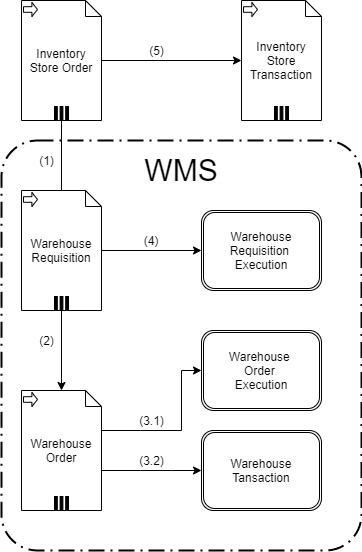 Inventory
Store Order
(5)
Inventory
Store
Transaction
(1)
WMS
Warehouse
Requisition
(4)
Warehouse
Requisition
Execution
(2)
Warehouse
Order
Execution
(3.1)
Warehouse
Order
(3.2)
Warehouse
Tansaction